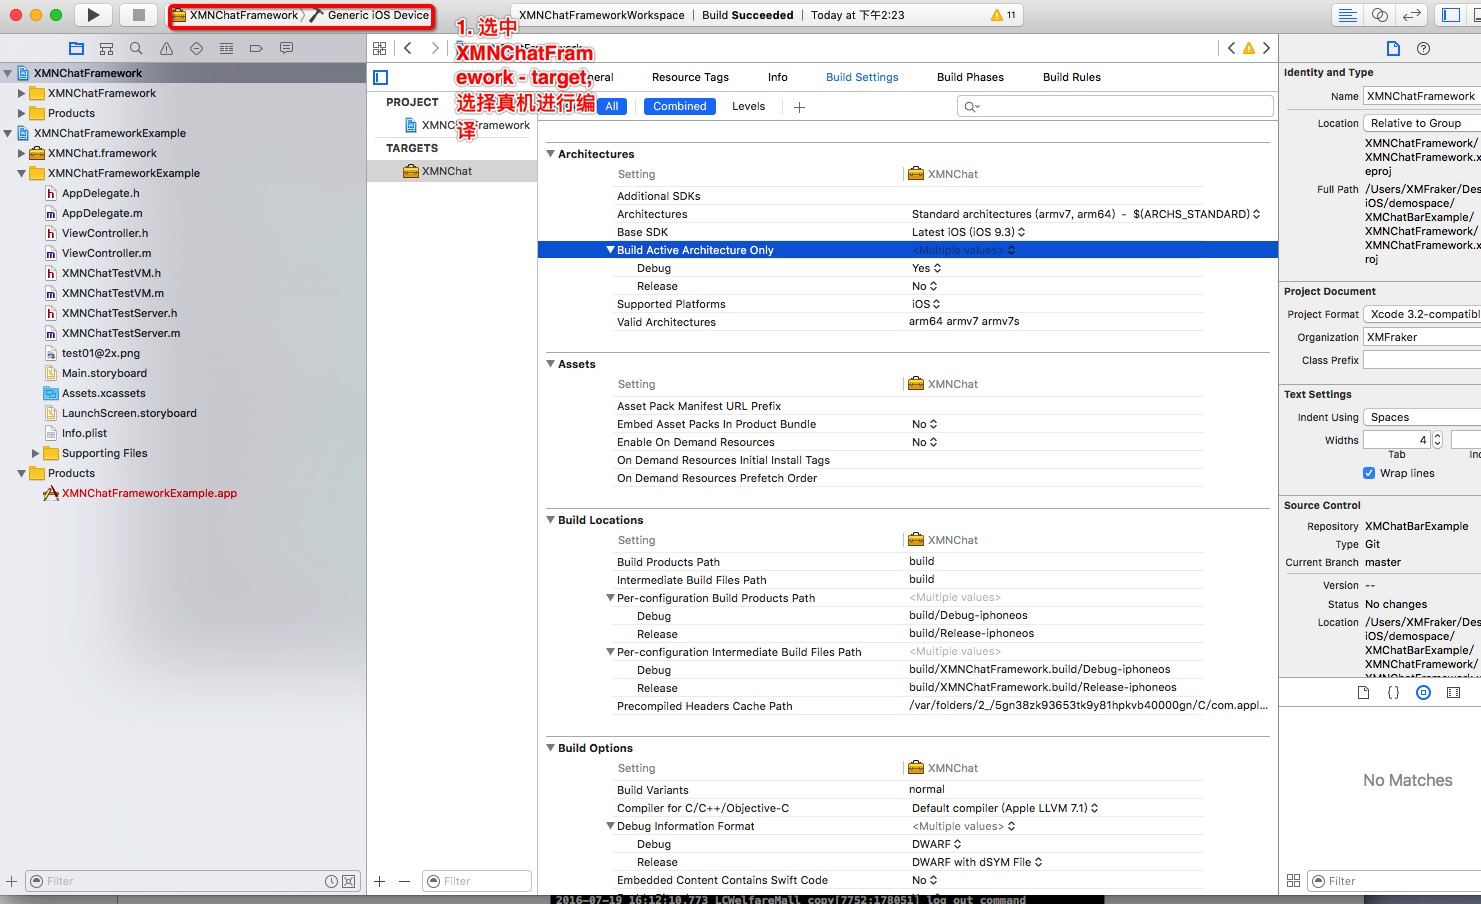 XMNChatFramework
Generic iOS Device
XMNChatFrameworkWorkspace | Build Succeeded | Today at 下午2:23
11
1. 选中
XMNChatFram
ework - target,
选择真机进行编
译
XMNChatFramework
XMNChatFramework
Products
XMNChatFrameworkExample
XMNChat.framework
XMNChatFrameworkExample
AppDelegate.h
AppDelegate.m
ViewController.h
ViewController.m
XMNChatTestVM.h
XMNChatTestVM.m
XMNChatTestServer.h
XMNChatTestServer.m
test01@2x.png
Main.storyboard
Assets.xcassets
LaunchScreen.storyboard
Info.plist
Supporting Files
Products
XMNChatFrameworkExample.app
Filter
PROJECT
TARGETS
XMNChat
Filter
Resource Tags
Info
Build Settings
Build Phases
Build Rules
All
Combined
Levels
Architectures
Setting XMNChat
Additional SDKs
Architectures Standard architectures (armv7, arm64) - $(ARCHS_STANDARD)
Base SDK Latest iOS (iOS 9.3)
Build Active Architecture Only <Multiple values>
Debug Yes
Release No
Supported Platforms iOS
Valid Architectures arm64 armv7 armv7s
Assets
Setting XMNChat
Asset Pack Manifest URL Prefix
Embed Asset Packs In Product Bundle No
Enable On Demand Resources No
On Demand Resources Initial Install Tags
On Demand Resources Prefetch Order
Build Locations
Setting XMNChat
Build Products Path build
Intermediate Build Files Path build
Per-configuration Build Products Path <Multiple values>
Debug build/Debug-iphoneos
Release build/Release-iphoneos
Per-configuration Intermediate Build Files Path <Multiple values>
Debug build/XMNChatFramework.build/Debug-iphoneos
Release build/XMNChatFramework.build/Release-iphoneos
Precompiled Headers Cache Path /var/folders/2_/5gn38zk93653tk9y81hpkvb40000gn/C/com.appl...
Build Options
Setting XMNChat
Build Variants normal
Compiler for C/C++/Objective-C Default compiler (Apple LLVM 7.1)
Debug Information Format <Multiple values>
Debug DWARF
Release DWARF with dSYM File
Embedded Content Contains Swift Code No
Identity and Type
Name XMNChatFramework
Location Relative to Group
XMNChatFramework/
XMNChatFramework.x
eproj
Full Path /Users/XMFraker/Des
iOS/demospace/
XMChatBarExample/
XMNChatFramework/
XMNChatFramework.x
roj
Project Document
Project Format Xcode 3.2-compatibl
Organization XMFraker
Class Prefix
Text Settings
Indent Using Spaces
Widths 4
Tab
Wrap lines
Source Control
Repository XMChatBarExample
Type Git
Current Branch master
Version --
Status No changes
Location /Users/XMFraker/Des
iOS/demospace/
XMChatBarExample/
XMNChatFramework/
No Matches
Filter
2016-07-19 16:12:10.773 LCWelfareMall copy[7752:178051] log out command